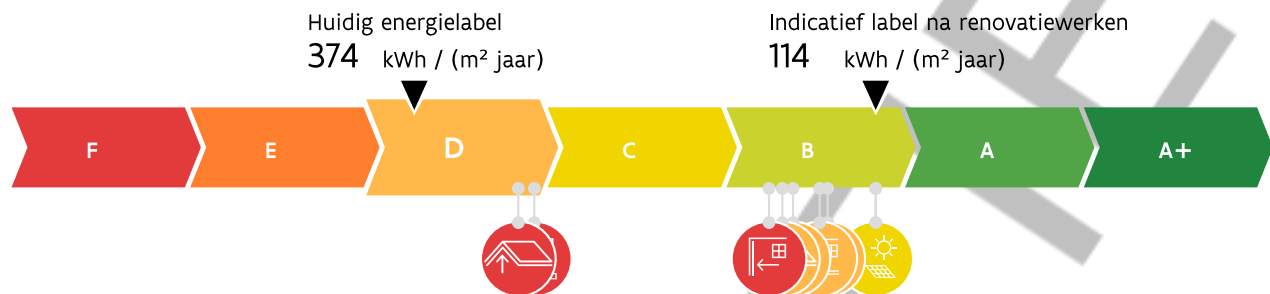 Huidig energielabel
374 kWh / (m² jaar)
Indicatief label na renovatiewerken
114 kWh / (m² jaar)
F E D C B A A+